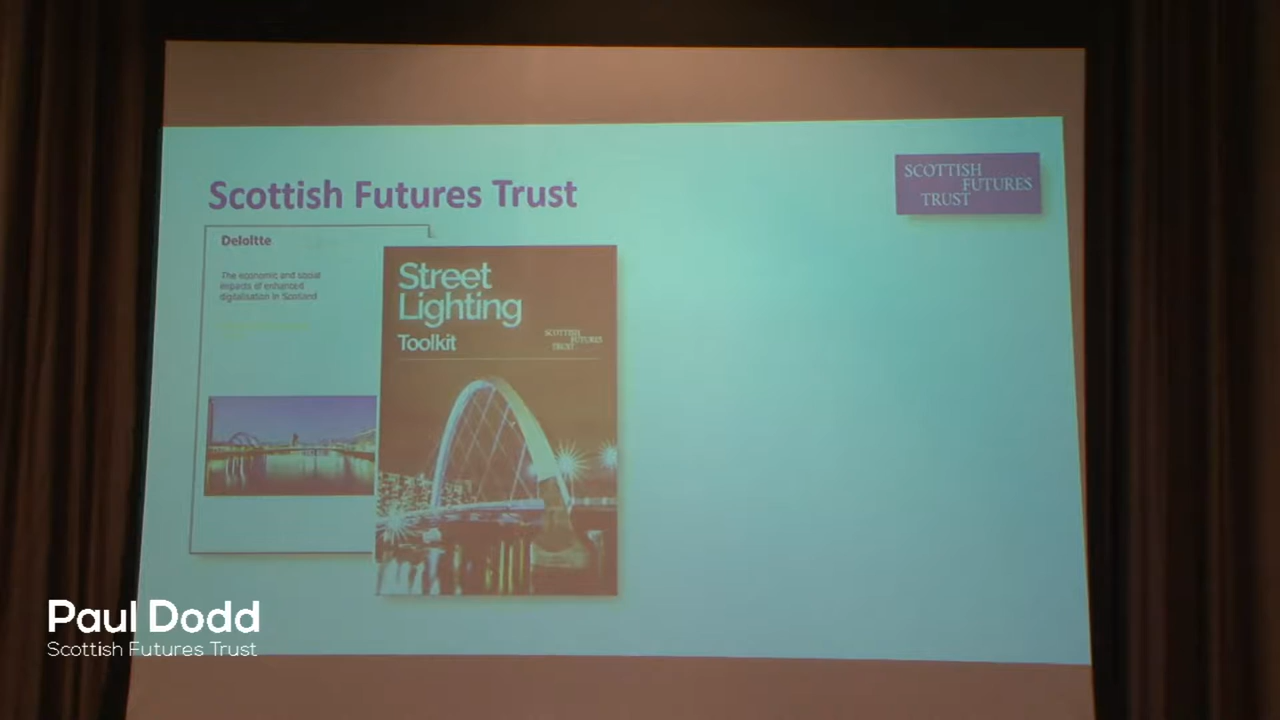 Scottish Futures Trust
SCOTTISH
FUTURES
TRUST
Deloitte
The economic and social
impacts of enhanced
digitalisation in Scotland
Street
Lighting
Toolkit
SCOTTISH
FUTURES
TRUST
Paul Dodd
Scottish Futures Trust